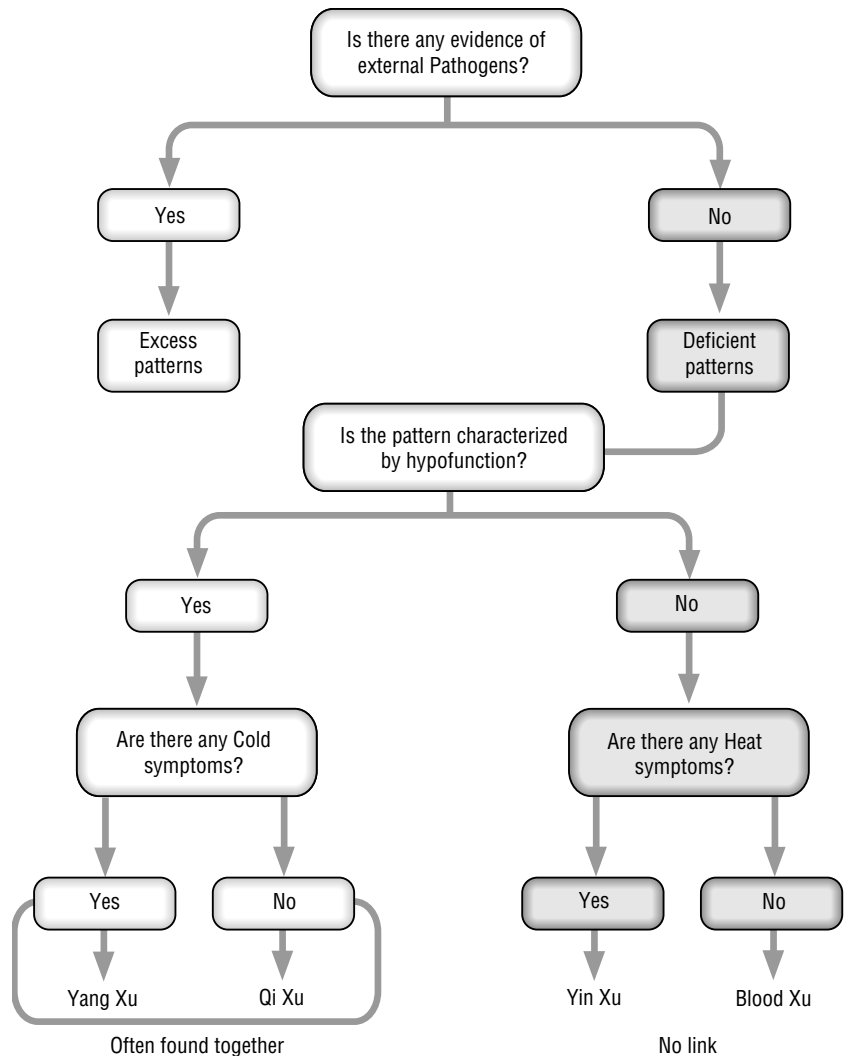 Is there any evidence of
external Pathogens?
Yes
No
Excess
patterns
Deficient
patterns
Is the pattern characterized
by hypofunction?
Yes
No
Are there any Cold
symptoms?
Are there any Heat
symptoms?
Yes
No
Yes
No
Yang Xu
Qi Xu
Yin Xu
Blood Xu
Often found together
No link